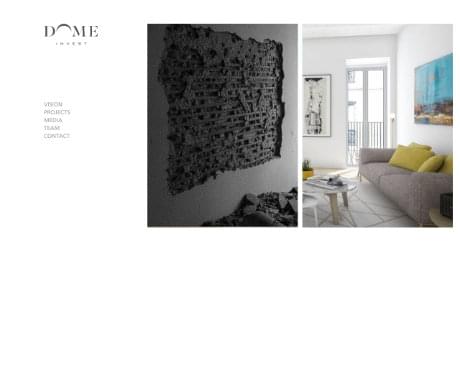 DOME
INVEST
VISION
PROJECTS
MEDIA
TEAM
CONTACT